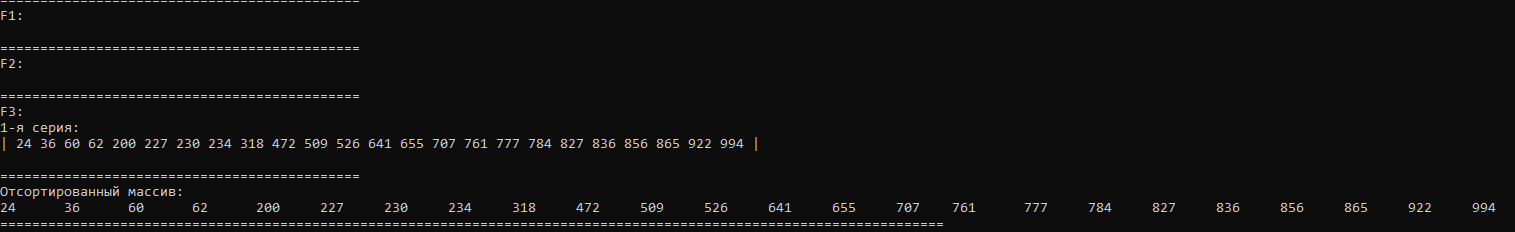 =============================================
F1:
=============================================
F2:
=============================================
F3:
1-я серия:
| 24 36 60 62 200 227 230 234 318 472 509 526 641 655 707 761 777 784 827 836 856 865 922 994 |
=============================================
Отсортированный массив:
24 36 60 62 200 227 230 234 318 472 509 526 641 655 707 761 777 784 827 836 856 865 922 994
======================================================================================================================